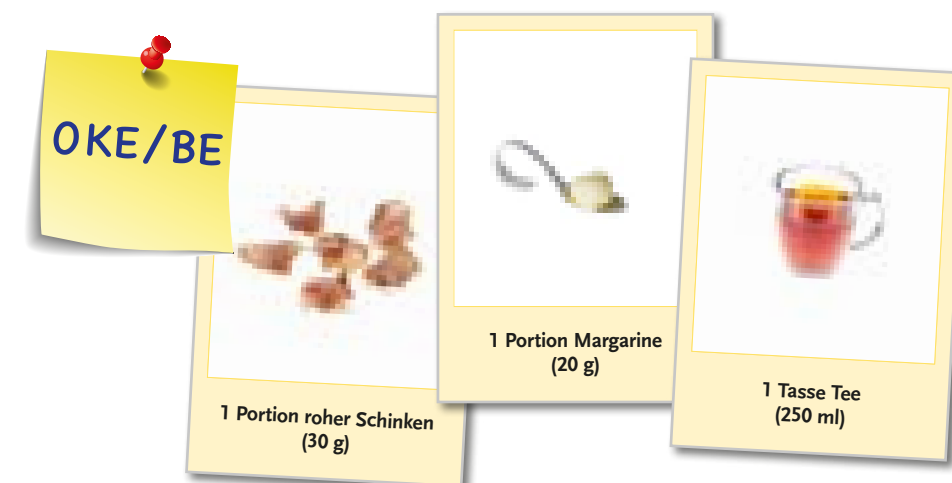 OKE/BE
1 Portion roher Schinken
(30 g)
1 Portion Margarine
(20 g)
1 Tasse Tee
(250 ml)